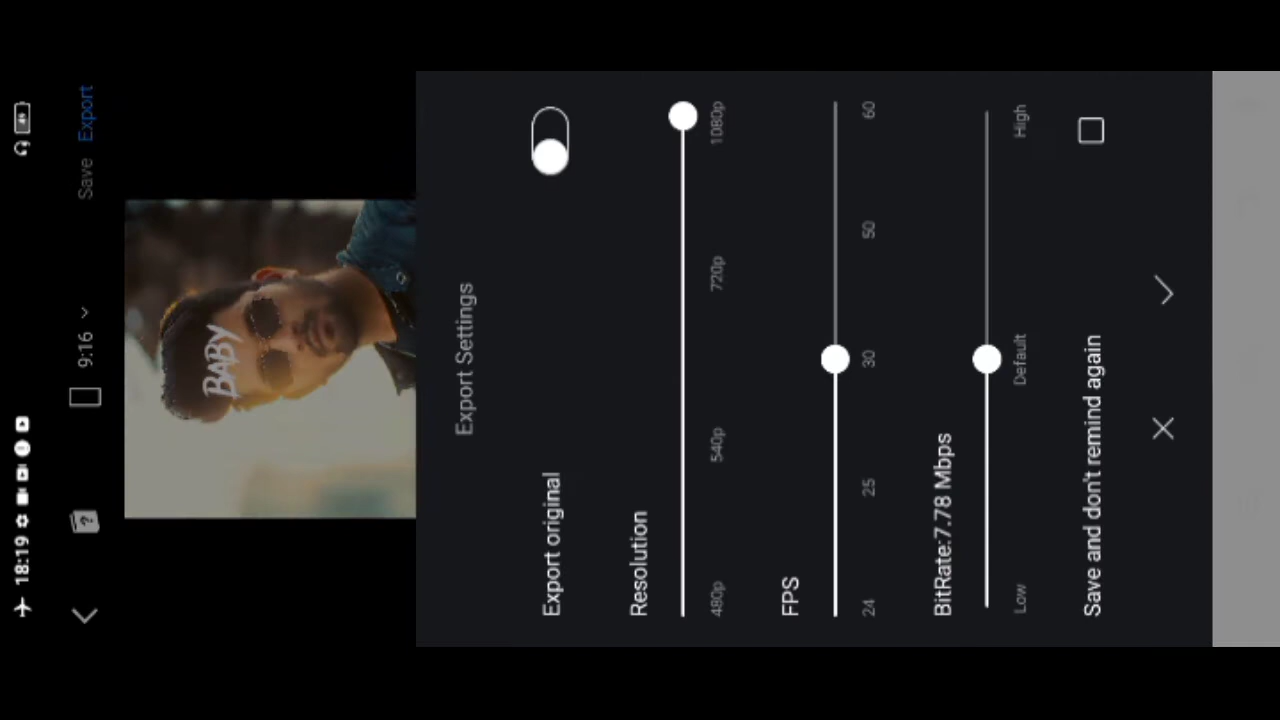 18:19
9:16
Save Export
BABY
Export Settings
Export original
Resolution
480p 540p 720p 1080p
FPS
24 25 30 50 60
BitRate:7.78 Mbps
Low Default High
Save and don't remind again